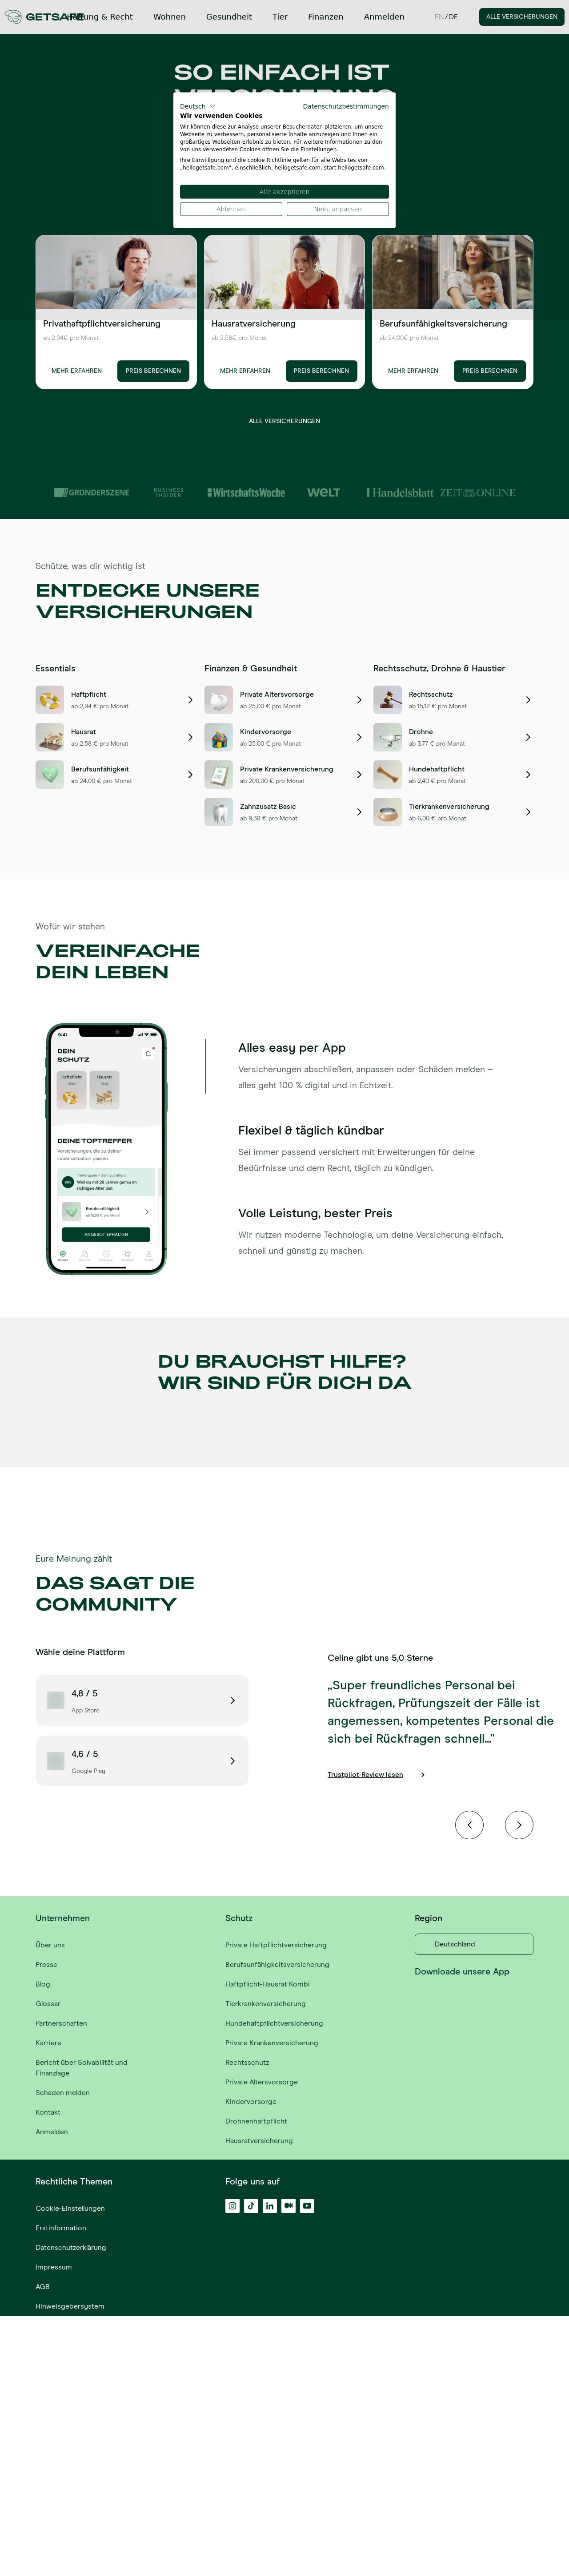 GETSAFE
Haftung & Recht
Wohnen
Gesundheit
Tier
Finanzen
Anmelden
EN / DE
ALLE VERSICHERUNGEN
SO EINFACH IST
Deutsch
Datenschutzbestimmungen
Wir verwenden Cookies
Wir können diese zur Analyse unserer Besucherdaten platzieren, um unsere
Webseite zu verbessern, personalisierte Inhalte anzuzeigen und Ihnen ein
großartiges Webseiten-Erlebnis zu bieten. Für weitere Informationen zu den
von uns verwendeten Cookies öffnen Sie die Einstellungen.
Ihre Einwilligung und die cookie Richtlinie gelten für alle Websites von
„hellogetsafe.com“, einschließlich: hellogetsafe.com, start.hellogetsafe.com.
Alle akzeptieren
Ablehnen
Nein, anpassen
Privathaftpflichtversicherung
ab 2,94€ pro Monat
MEHR ERFAHREN
PREIS BERECHNEN
Hausratversicherung
ab 2,58€ pro Monat
MEHR ERFAHREN
PREIS BERECHNEN
Berufsunfähigkeitsversicherung
ab 24,00€ pro Monat
MEHR ERFAHREN
PREIS BERECHNEN
ALLE VERSICHERUNGEN
GRÜNDERSZENE
BUSINESS
INSIDER
WirtschaftsWoche
WELT
Handelsblatt
ZEIT ONLINE
Schütze, was dir wichtig ist
ENTDECKE UNSERE
VERSICHERUNGEN
Essentials
Haftpflicht
ab 2,94 € pro Monat
Hausrat
ab 2,58 € pro Monat
Berufsunfähigkeit
ab 24,00 € pro Monat
Finanzen & Gesundheit
Private Altersvorsorge
ab 25,00 € pro Monat
Kindervorsorge
ab 25,00 € pro Monat
Private Krankenversicherung
ab 200,00 € pro Monat
Zahnzusatz Basic
ab 9,38 € pro Monat
Rechtsschutz, Drohne & Haustier
Rechtsschutz
ab 15,12 € pro Monat
Drohne
ab 3,77 € pro Monat
Hundehaftpflicht
ab 2,40 € pro Monat
Tierkrankenversicherung
ab 6,00 € pro Monat
Wofür wir stehen
VEREINFACHE
DEIN LEBEN
9:41
DEIN
SCHUTZ
Haftpflicht
Hausrat
DEINE TOPTREFFER
Versicherungen, die zu deiner
Lebenssituation passen.
Weil du mit 28 Jahren genau im
richtigen Alter bist
Berufsunfähigkeit
ANGEBOT ERHALTEN
Alles easy per App
Versicherungen abschließen, anpassen oder Schäden melden –
alles geht 100 % digital und in Echtzeit.
Flexibel & täglich kündbar
Sei immer passend versichert mit Erweiterungen für deine
Bedürfnisse und dem Recht, täglich zu kündigen.
Volle Leistung, bester Preis
Wir nutzen moderne Technologie, um deine Versicherung einfach,
schnell und günstig zu machen.
DU BRAUCHST HILFE?
WIR SIND FÜR DICH DA
Eure Meinung zählt
DAS SAGT DIE
COMMUNITY
Wähle deine Plattform
4,8 / 5
App Store
4,6 / 5
Google Play
Celine gibt uns 5,0 Sterne
„Super freundliches Personal bei
Rückfragen, Prüfungszeit der Fälle ist
angemessen, kompetentes Personal die
sich bei Rückfragen schnell..."
Trustpilot-Review lesen
Unternehmen
Über uns
Presse
Blog
Glossar
Partnerschaften
Karriere
Bericht über Solvabilität und
Finanzlage
Schaden melden
Kontakt
Anmelden
Schutz
Private Haftpflichtversicherung
Berufsunfähigkeitsversicherung
Haftpflicht-Hausrat Kombi
Tierkrankenversicherung
Hundehaftpflichtversicherung
Private Krankenversicherung
Rechtsschutz
Private Altersvorsorge
Kindervorsorge
Drohnenhaftpflicht
Hausratversicherung
Region
Deutschland
Downloade unsere App
Rechtliche Themen
Cookie-Einstellungen
Erstinformation
Datenschutzerklärung
Impressum
AGB
Hinweisgebersystem
Folge uns auf